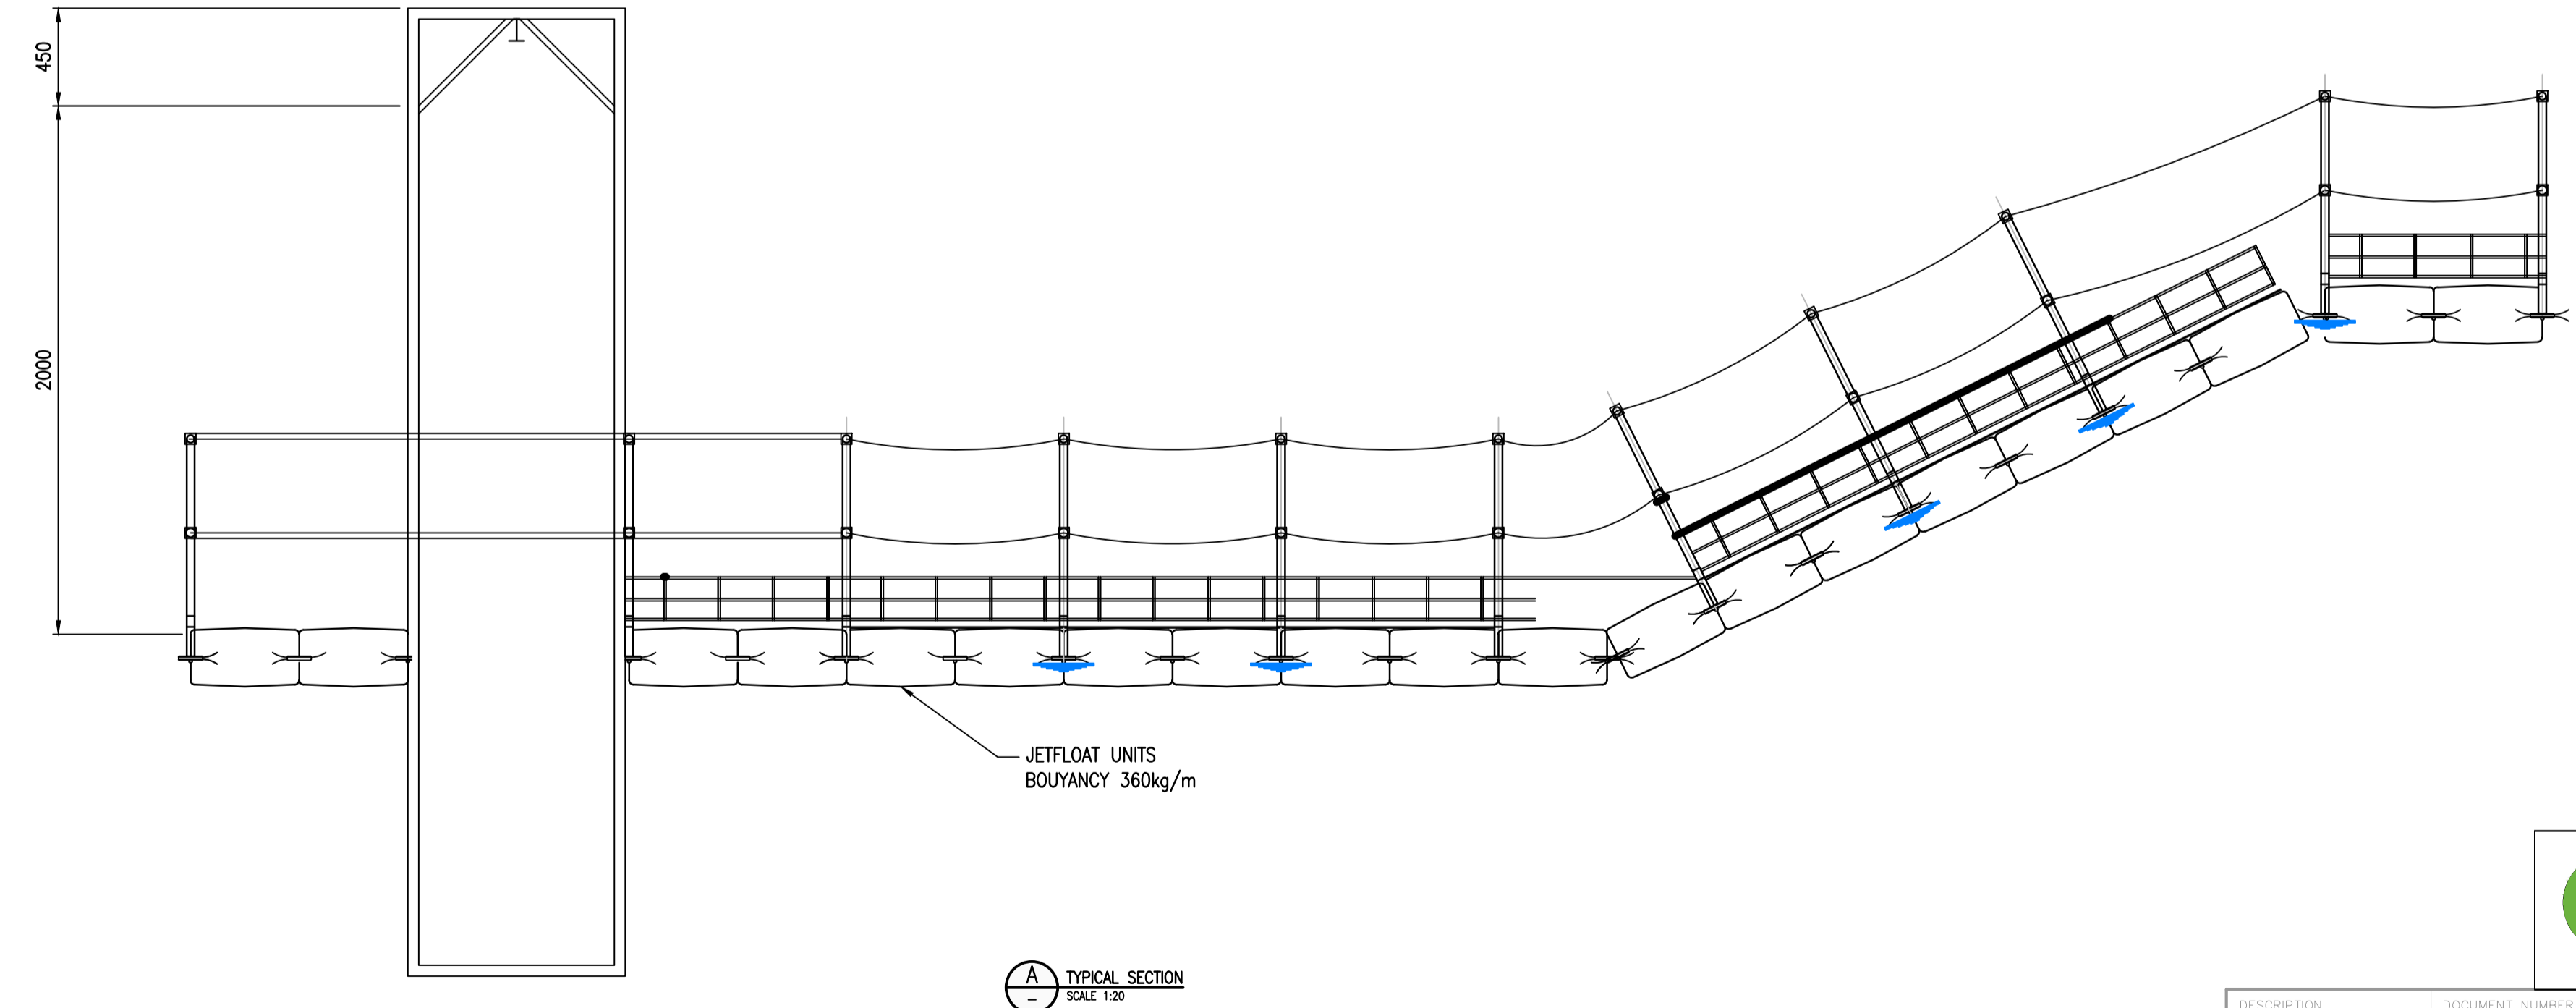 450
2000
JETFLOAT UNITS
BOUYANCY 360kg/m
A
TYPICAL SECTION
SCALE 1:20
–
DESCRIPTION
DOCUMENT NUMBER